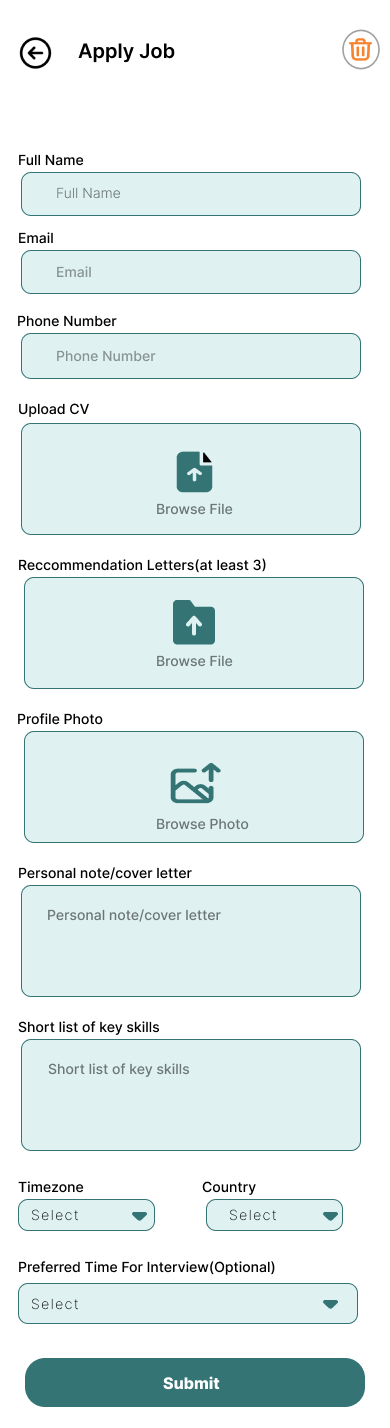 Apply Job
Full Name
Full Name
Email
Email
Phone Number
Phone Number
Upload CV
Browse File
Reccommendation Letters(at least 3)
Browse File
Profile Photo
Browse Photo
Personal note/cover letter
Personal note/cover letter
Short list of key skills
Short list of key skills
Timezone Country
Select Select
Preferred Time For Interview(Optional)
Select
Submit